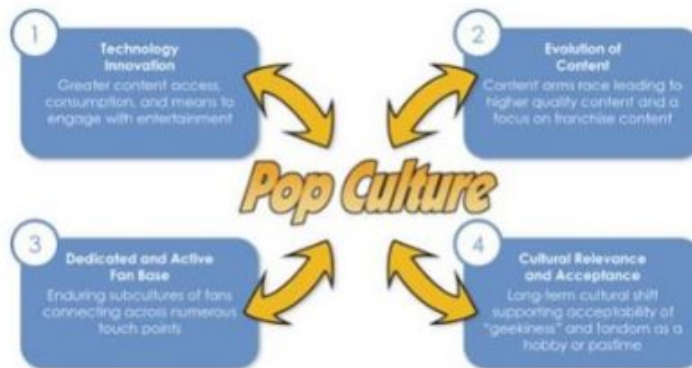 1
Technology
Innovation
Greater content access,
consumption, and means to
engage with entertainment
2
Evolution of
Content
Content arms race leading to
higher quality content and a
focus on franchise content
Pop Culture
3
Dedicated and Active
Fan Base
Enduring subcultures of fans
connecting across numerous
touch points
4
Cultural Relevance
and Acceptance
Long-term cultural shift
supporting acceptability of
"geekiness" and fandom as a
hobby or pastime